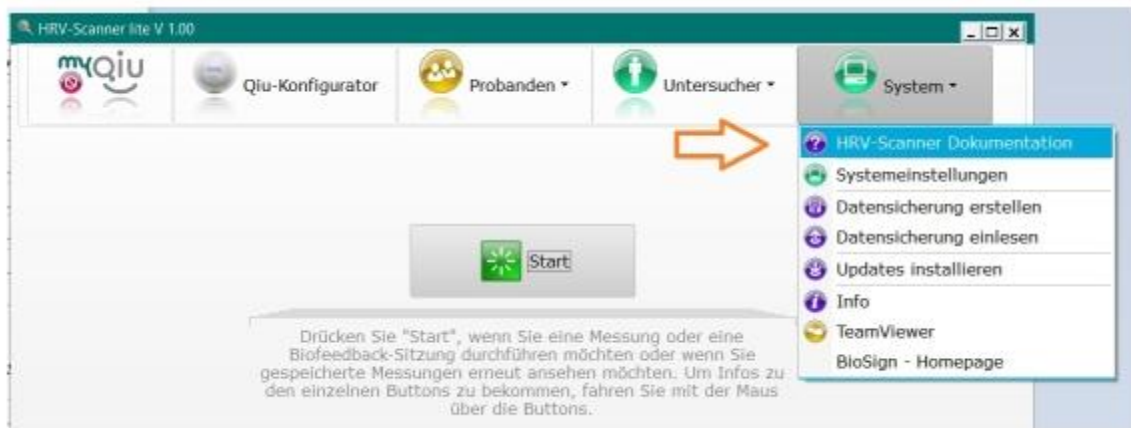 HRV-Scanner lite V 1.00
myQiu
Qiu-Konfigurator
Probanden
Untersucher
System
HRV-Scanner Dokumentation
Systemeinstellungen
Datensicherung erstellen
Datensicherung einlesen
Updates installieren
Info
TeamViewer
BioSign - Homepage
Start
Drücken Sie "Start", wenn Sie eine Messung oder eine
Biofeedback-Sitzung durchführen möchten oder wenn Sie
gespeicherte Messungen erneut ansehen möchten. Um Infos zu
den einzelnen Buttons zu bekommen, fahren Sie mit der Maus
über die Buttons.